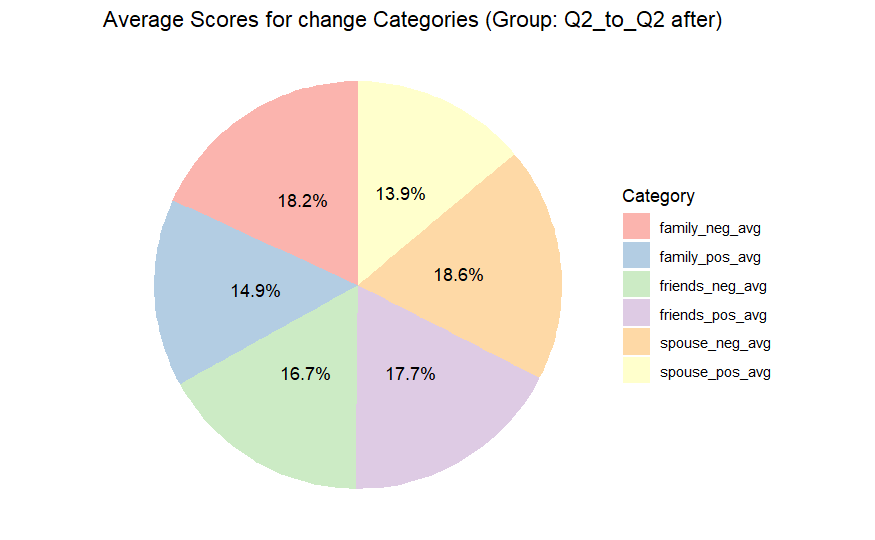 Average Scores for change Categories (Group: Q2_to_Q2 after)
18.2%
13.9%
14.9%
18.6%
16.7%
17.7%
Category
family_neg_avg
family_pos_avg
friends_neg_avg
friends_pos_avg
spouse_neg_avg
spouse_pos_avg